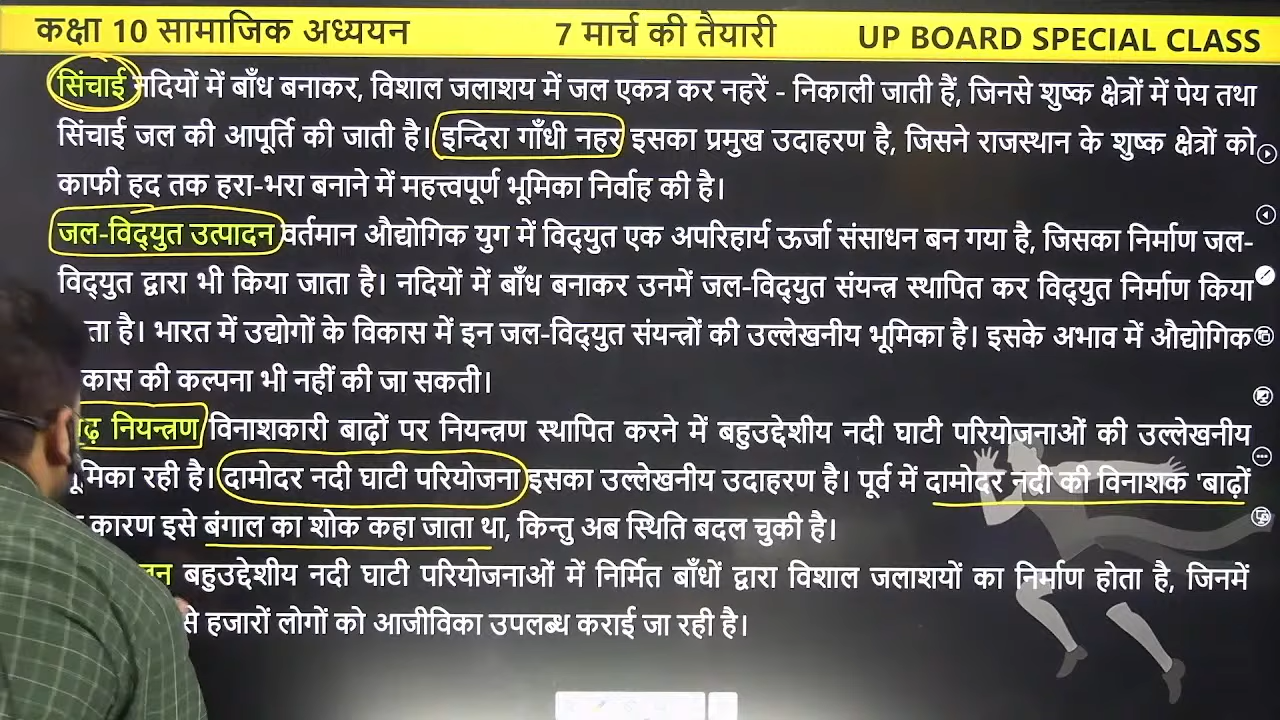 कक्षा 10 सामाजिक अध्ययन 7 मार्च की तैयारी UP BOARD SPECIAL CLASS
सिंचाई नदियों में बाँध बनाकर, विशाल जलाशय में जल एकत्र कर नहरें - निकाली जाती हैं, जिनसे शुष्क क्षेत्रों में पेय तथा
सिंचाई जल की आपूर्ति की जाती है। इन्दिरा गाँधी नहर इसका प्रमुख उदाहरण है, जिसने राजस्थान के शुष्क क्षेत्रों को
काफी हद तक हरा-भरा बनाने में महत्त्वपूर्ण भूमिका निर्वाह की है।
जल-विद्युत उत्पादन वर्तमान औद्योगिक युग में विद्युत एक अपरिहार्य ऊर्जा संसाधन बन गया है, जिसका निर्माण जल-
विद्युत द्वारा भी किया जाता है। नदियों में बाँध बनाकर उनमें जल-विद्युत संयन्त्र स्थापित कर विद्युत निर्माण किया
है। भारत में उद्योगों के विकास में इन जल-विद्युत संयन्त्रों की उल्लेखनीय भूमिका है। इसके अभाव में औद्योगिक
की कल्पना भी नहीं की जा सकती।
नियन्त्रण विनाशकारी बाढ़ों पर नियन्त्रण स्थापित करने में बहुउद्देशीय नदी घाटी परियोजनाओं की उल्लेखनीय
रही है। दामोदर नदी घाटी परियोजना इसका उल्लेखनीय उदाहरण है। पूर्व में दामोदर नदी की विनाशक 'बाढ़ों
कारण इसे बंगाल का शोक कहा जाता था, किन्तु अब स्थिति बदल चुकी है।
बहुउद्देशीय नदी घाटी परियोजनाओं में निर्मित बाँधों द्वारा विशाल जलाशयों का निर्माण होता है, जिनमें
से हजारों लोगों को आजीविका उपलब्ध कराई जा रही है।